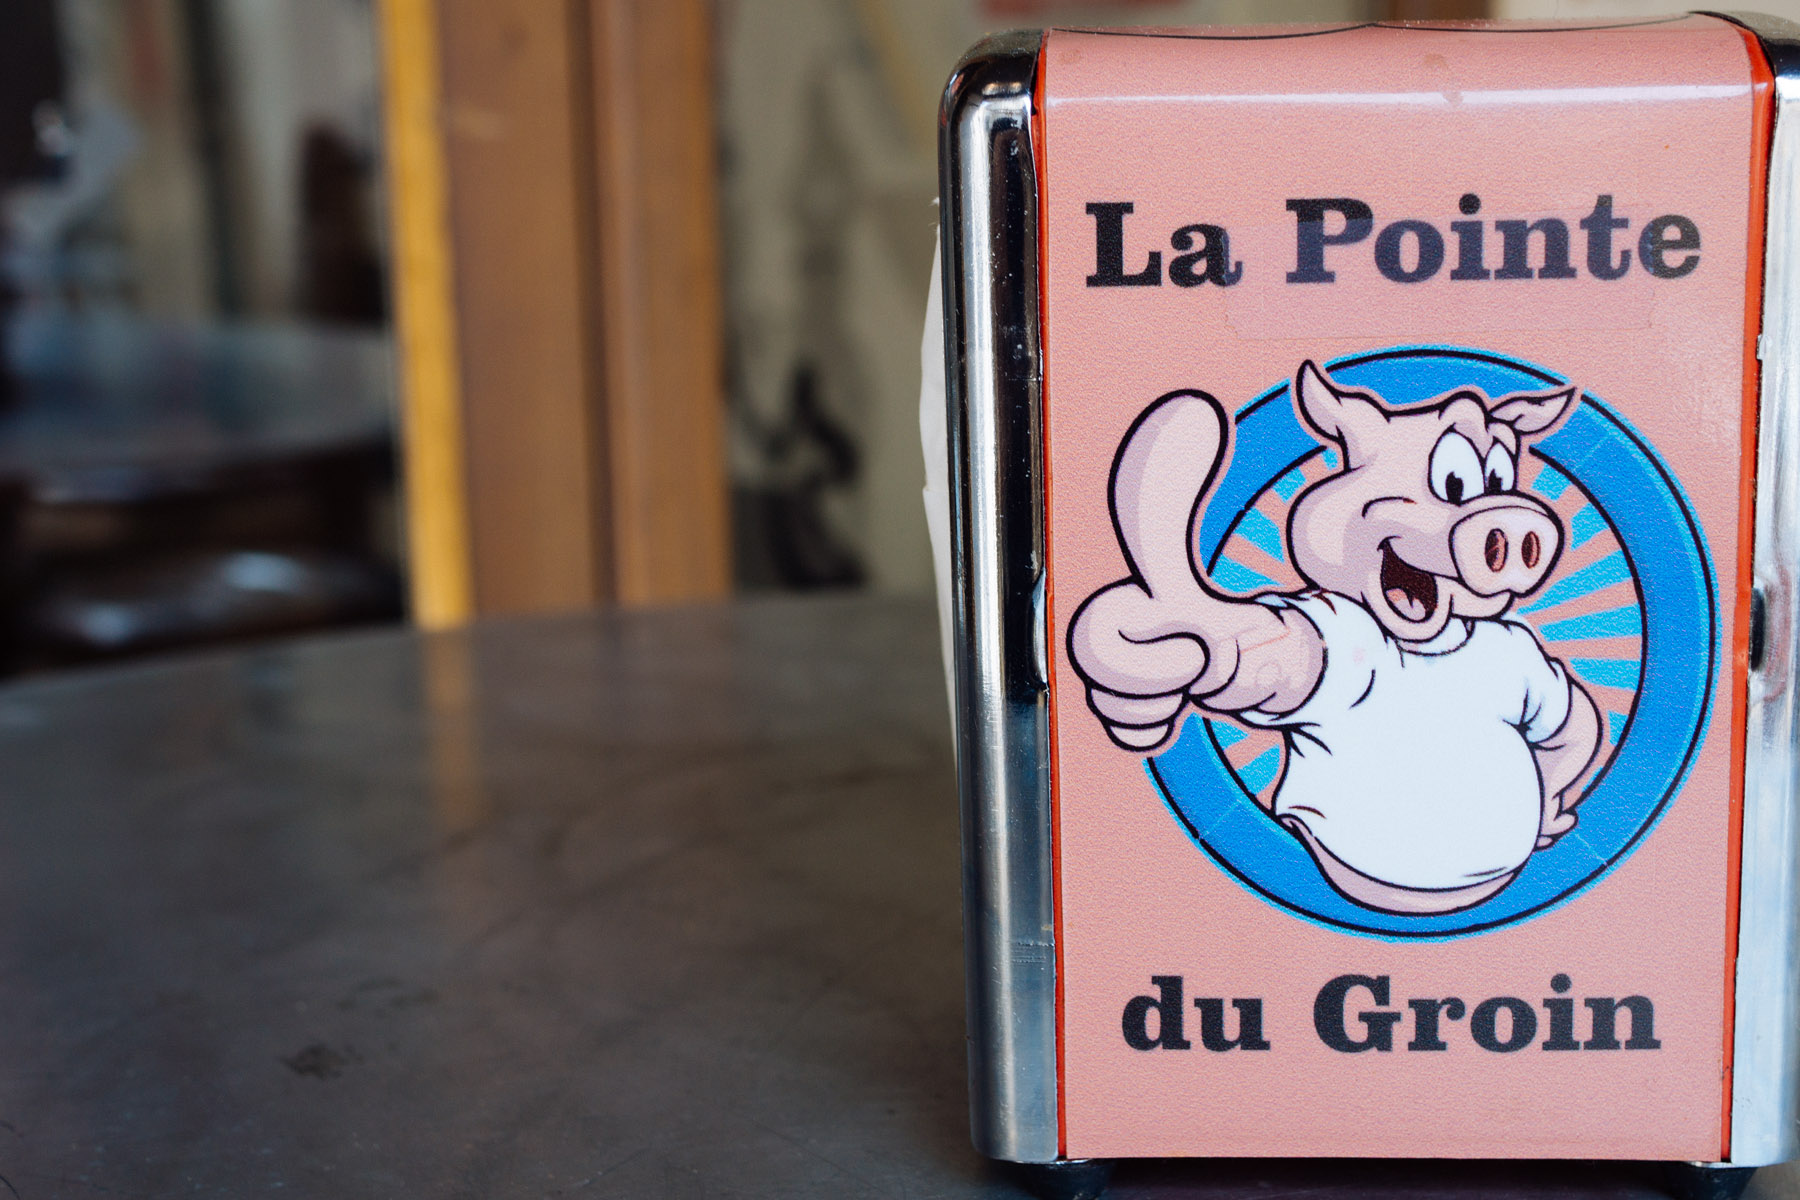 La Pointe
du Groin